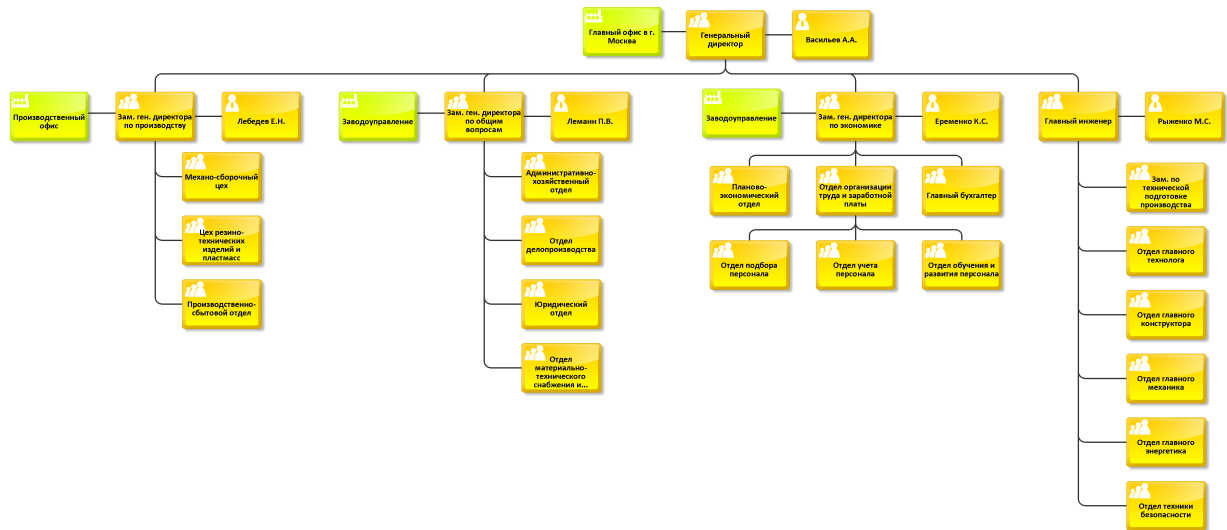 Главный офис в г.
Москва
Генеральный
директор
Васильев А.А.
Производственный
офис
Зам. ген. директора
по производству
Лебедев Е.Н.
Механо-сборочный
цех
Цех резино-
технических
изделий и
пластмасс
Производственно-
сбытовой отдел
Заводоуправление
Зам. ген. директора
по общим
вопросам
Леманн П.В.
Административно-
хозяйственный
отдел
Отдел
делопроизводства
Юридический
отдел
Отдел
материально-
технического
снабжения и...
Заводоуправление
Зам. ген. директора
по экономике
Еременко К.С.
Планово-
экономический
отдел
Отдел организации
труда и заработной
платы
Главный бухгалтер
Отдел подбора
персонала
Отдел учета
персонала
Отдел обучения и
развития персонала
Главный инженер
Рыженко М.С.
Зам. по
технической
подготовке
производства
Отдел главного
технолога
Отдел главного
конструктора
Отдел главного
механика
Отдел главного
энергетика
Отдел техники
безопасности